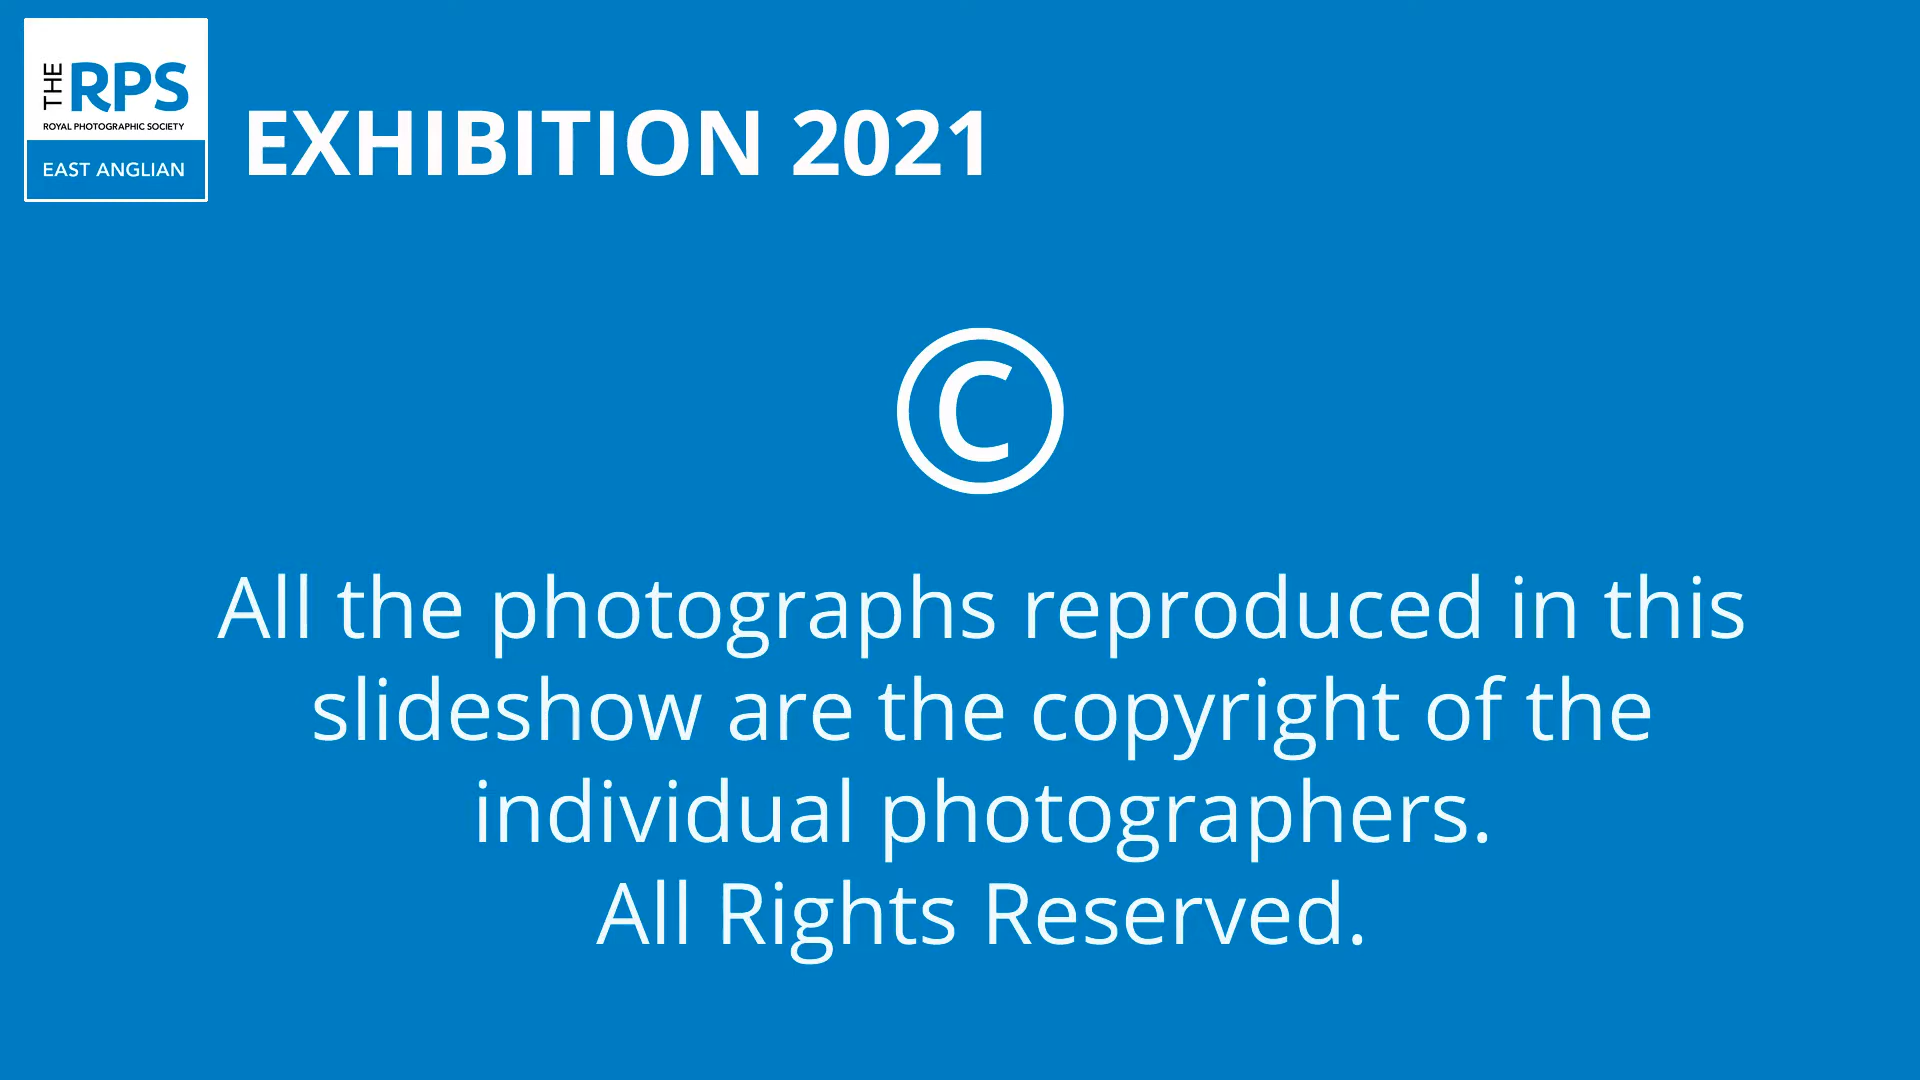 THE RPS
ROYAL PHOTOGRAPHIC SOCIETY
EAST ANGLIAN
EXHIBITION 2021
©
All the photographs reproduced in this
slideshow are the copyright of the
individual photographers.
All Rights Reserved.